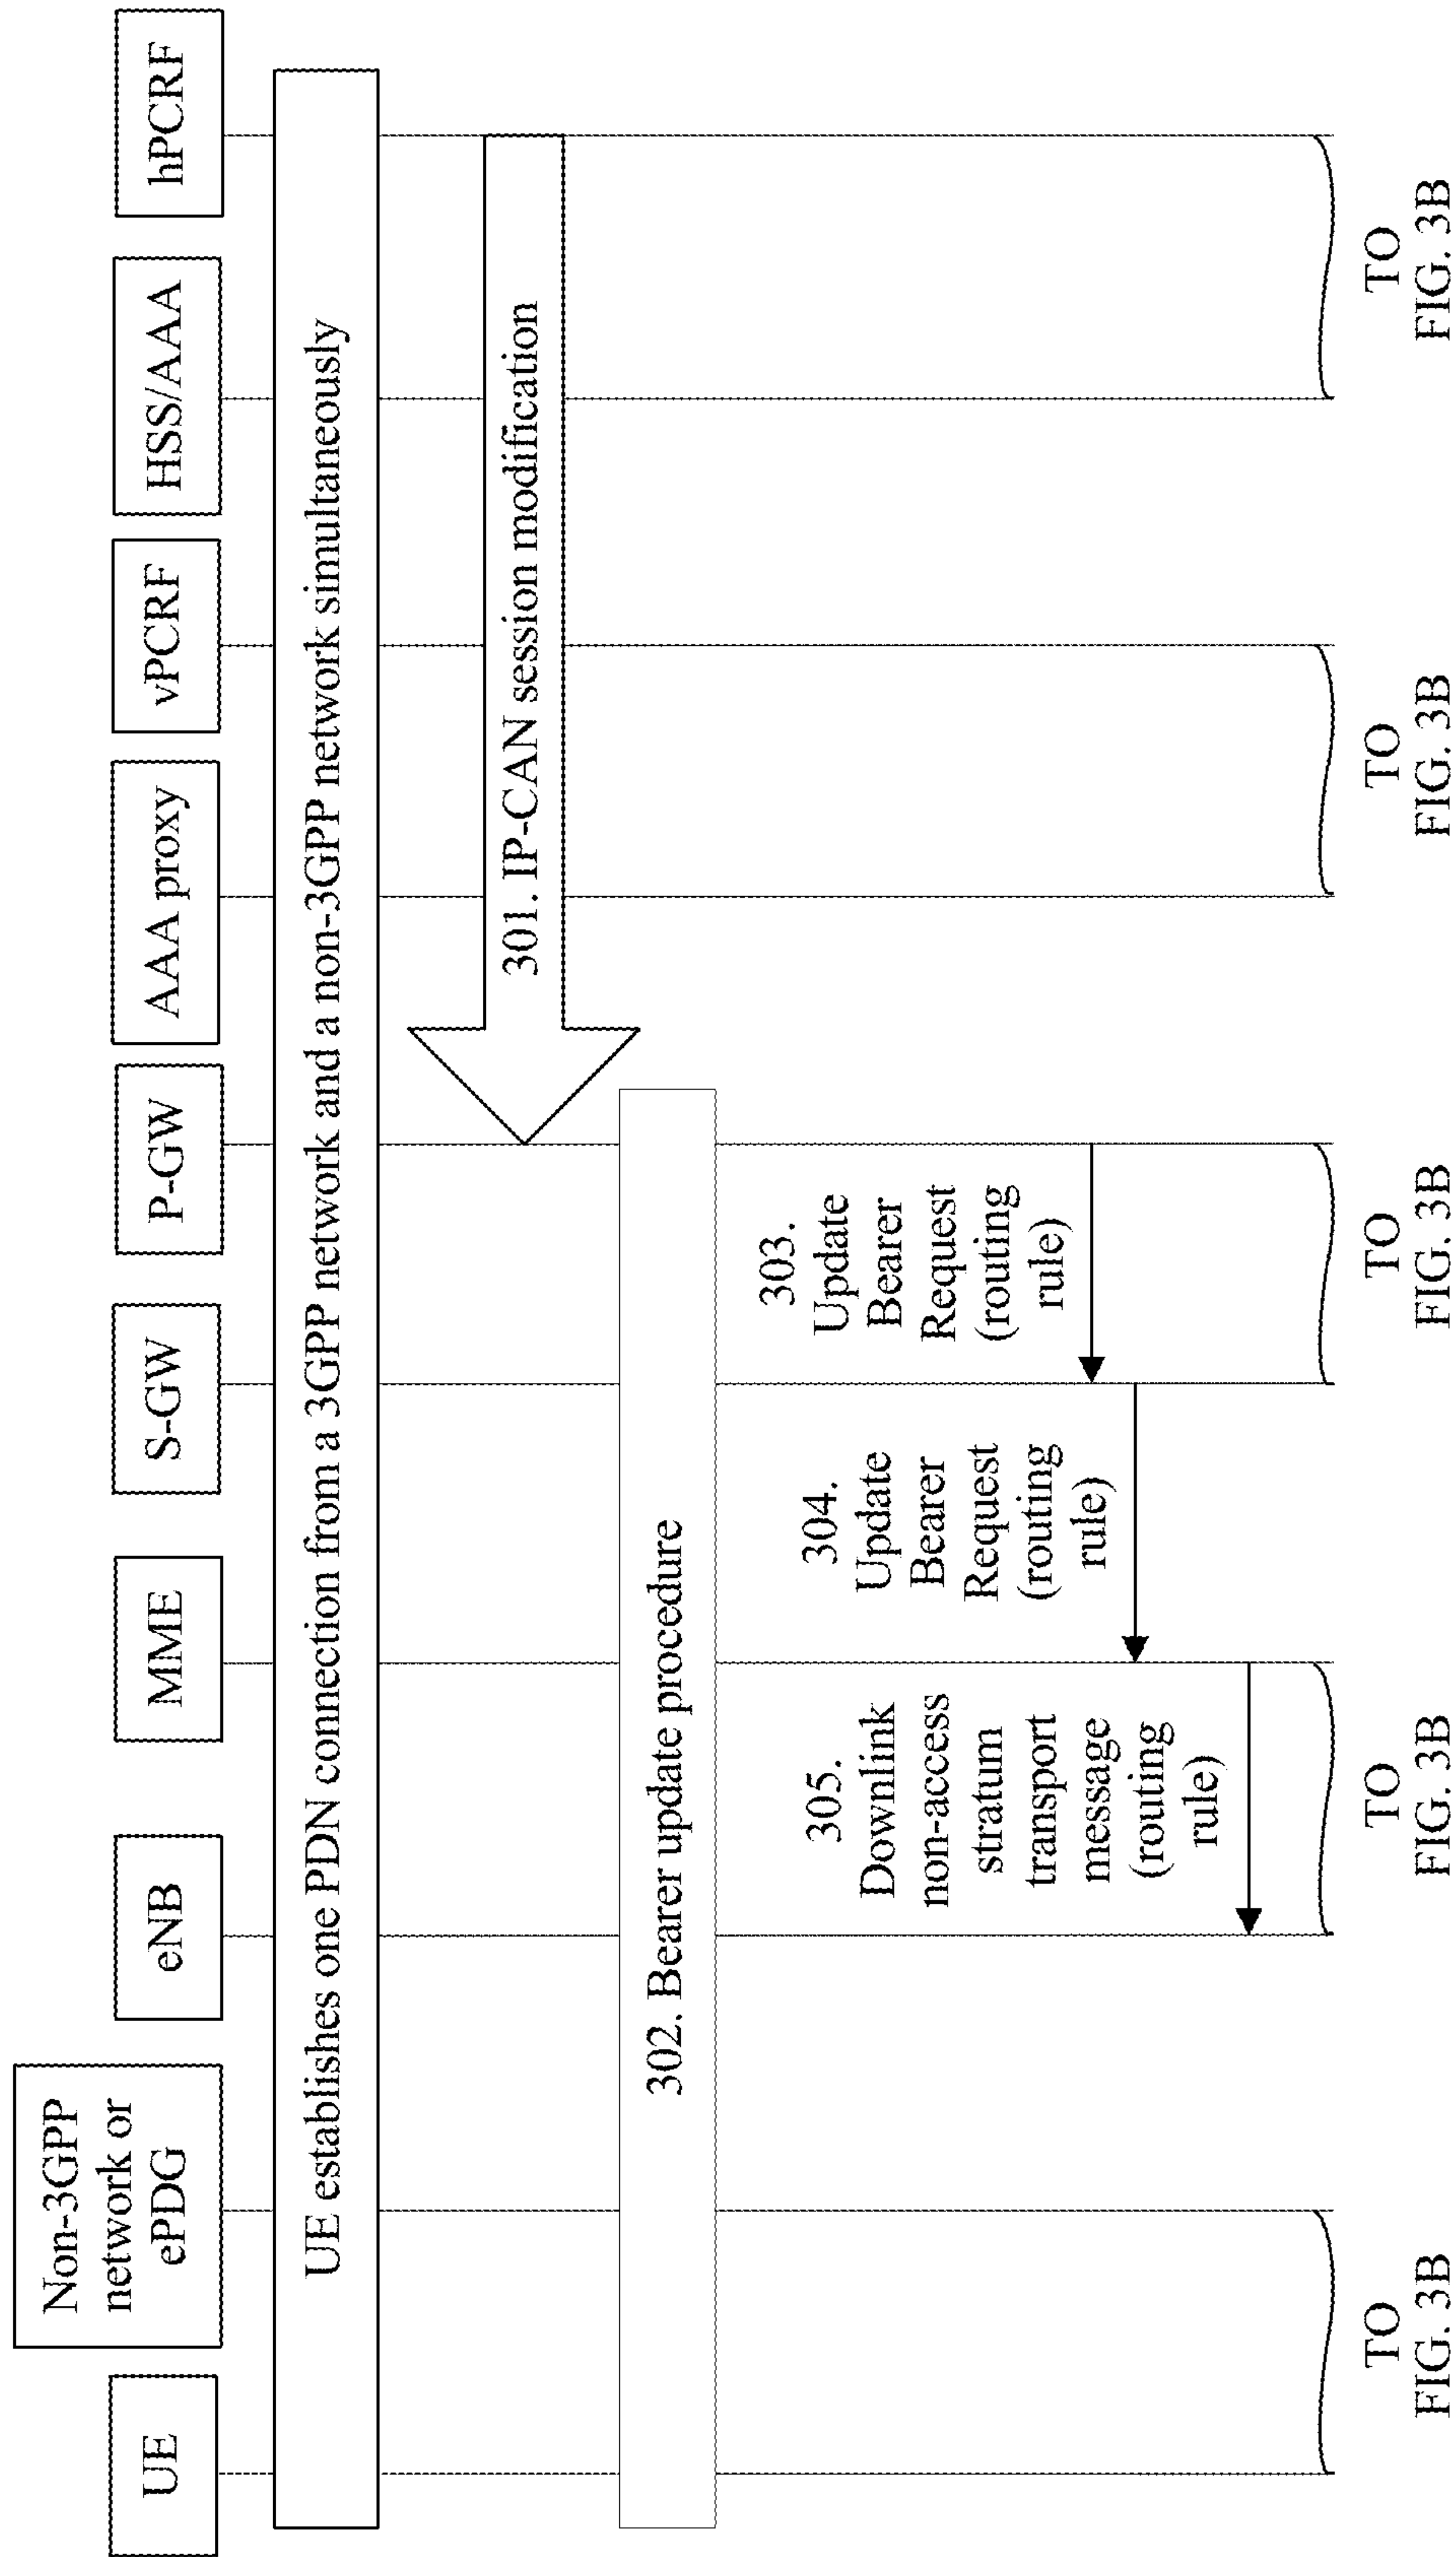 UE
Non-3GPP
network or
ePDG
eNB
MME
S-GW
P-GW
AAA proxy
vPCRF
HSS/AAA
hPCRF
UE establishes one PDN connection from a 3GPP network and a non-3GPP network simultaneously
301. IP-CAN session modification
302. Bearer update procedure
303.
Update
Bearer
Request
(routing
rule)
304.
Update
Bearer
Request
(routing
rule)
305.
Downlink
non-access
stratum
transport
message
(routing
rule)
TO
FIG. 3B
TO
FIG. 3B
TO
FIG. 3B
TO
FIG. 3B
TO
FIG. 3B